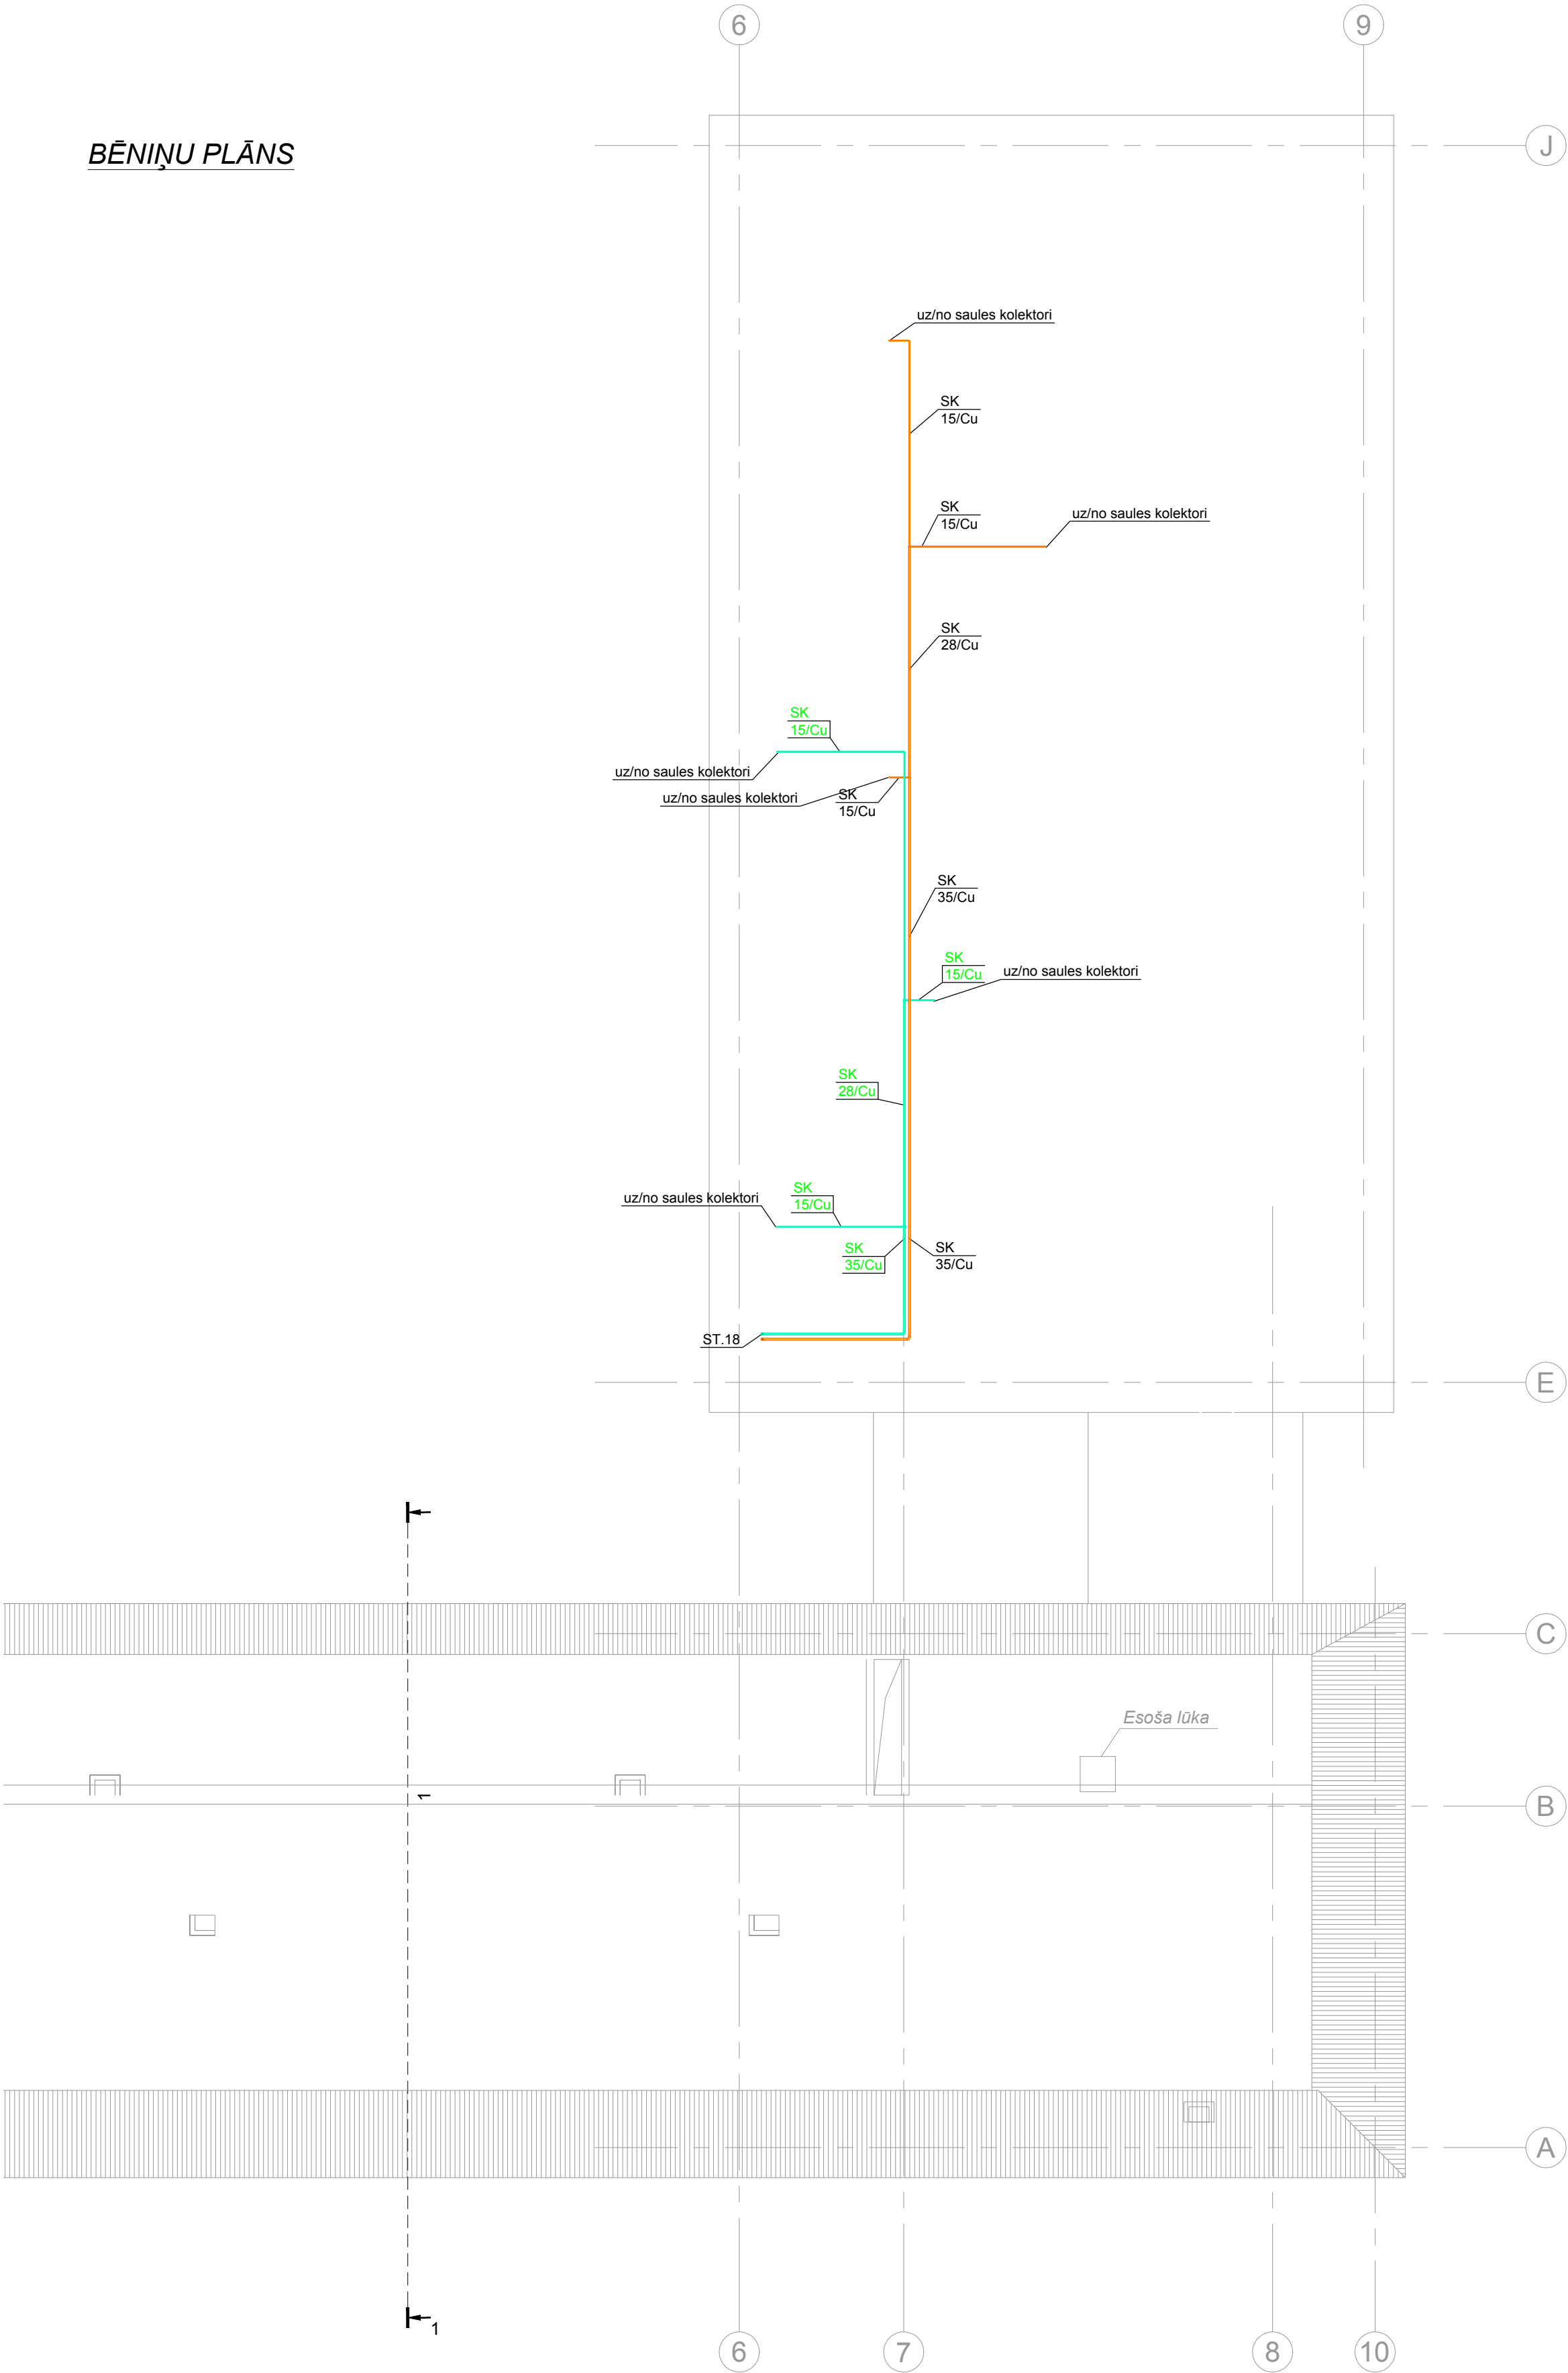 6
9
BĒNIŅU PLĀNS
J
uz/no saules kolektori
SK
15/Cu
SK
15/Cu
uz/no saules kolektori
SK
28/Cu
SK
15/Cu
uz/no saules kolektori
uz/no saules kolektori
SK
15/Cu
SK
35/Cu
SK
15/Cu
uz/no saules kolektori
SK
28/Cu
SK
15/Cu
uz/no saules kolektori
SK
35/Cu
SK
35/Cu
ST.18
E
C
Esoša lūka
1
B
A
1
6
7
8
10